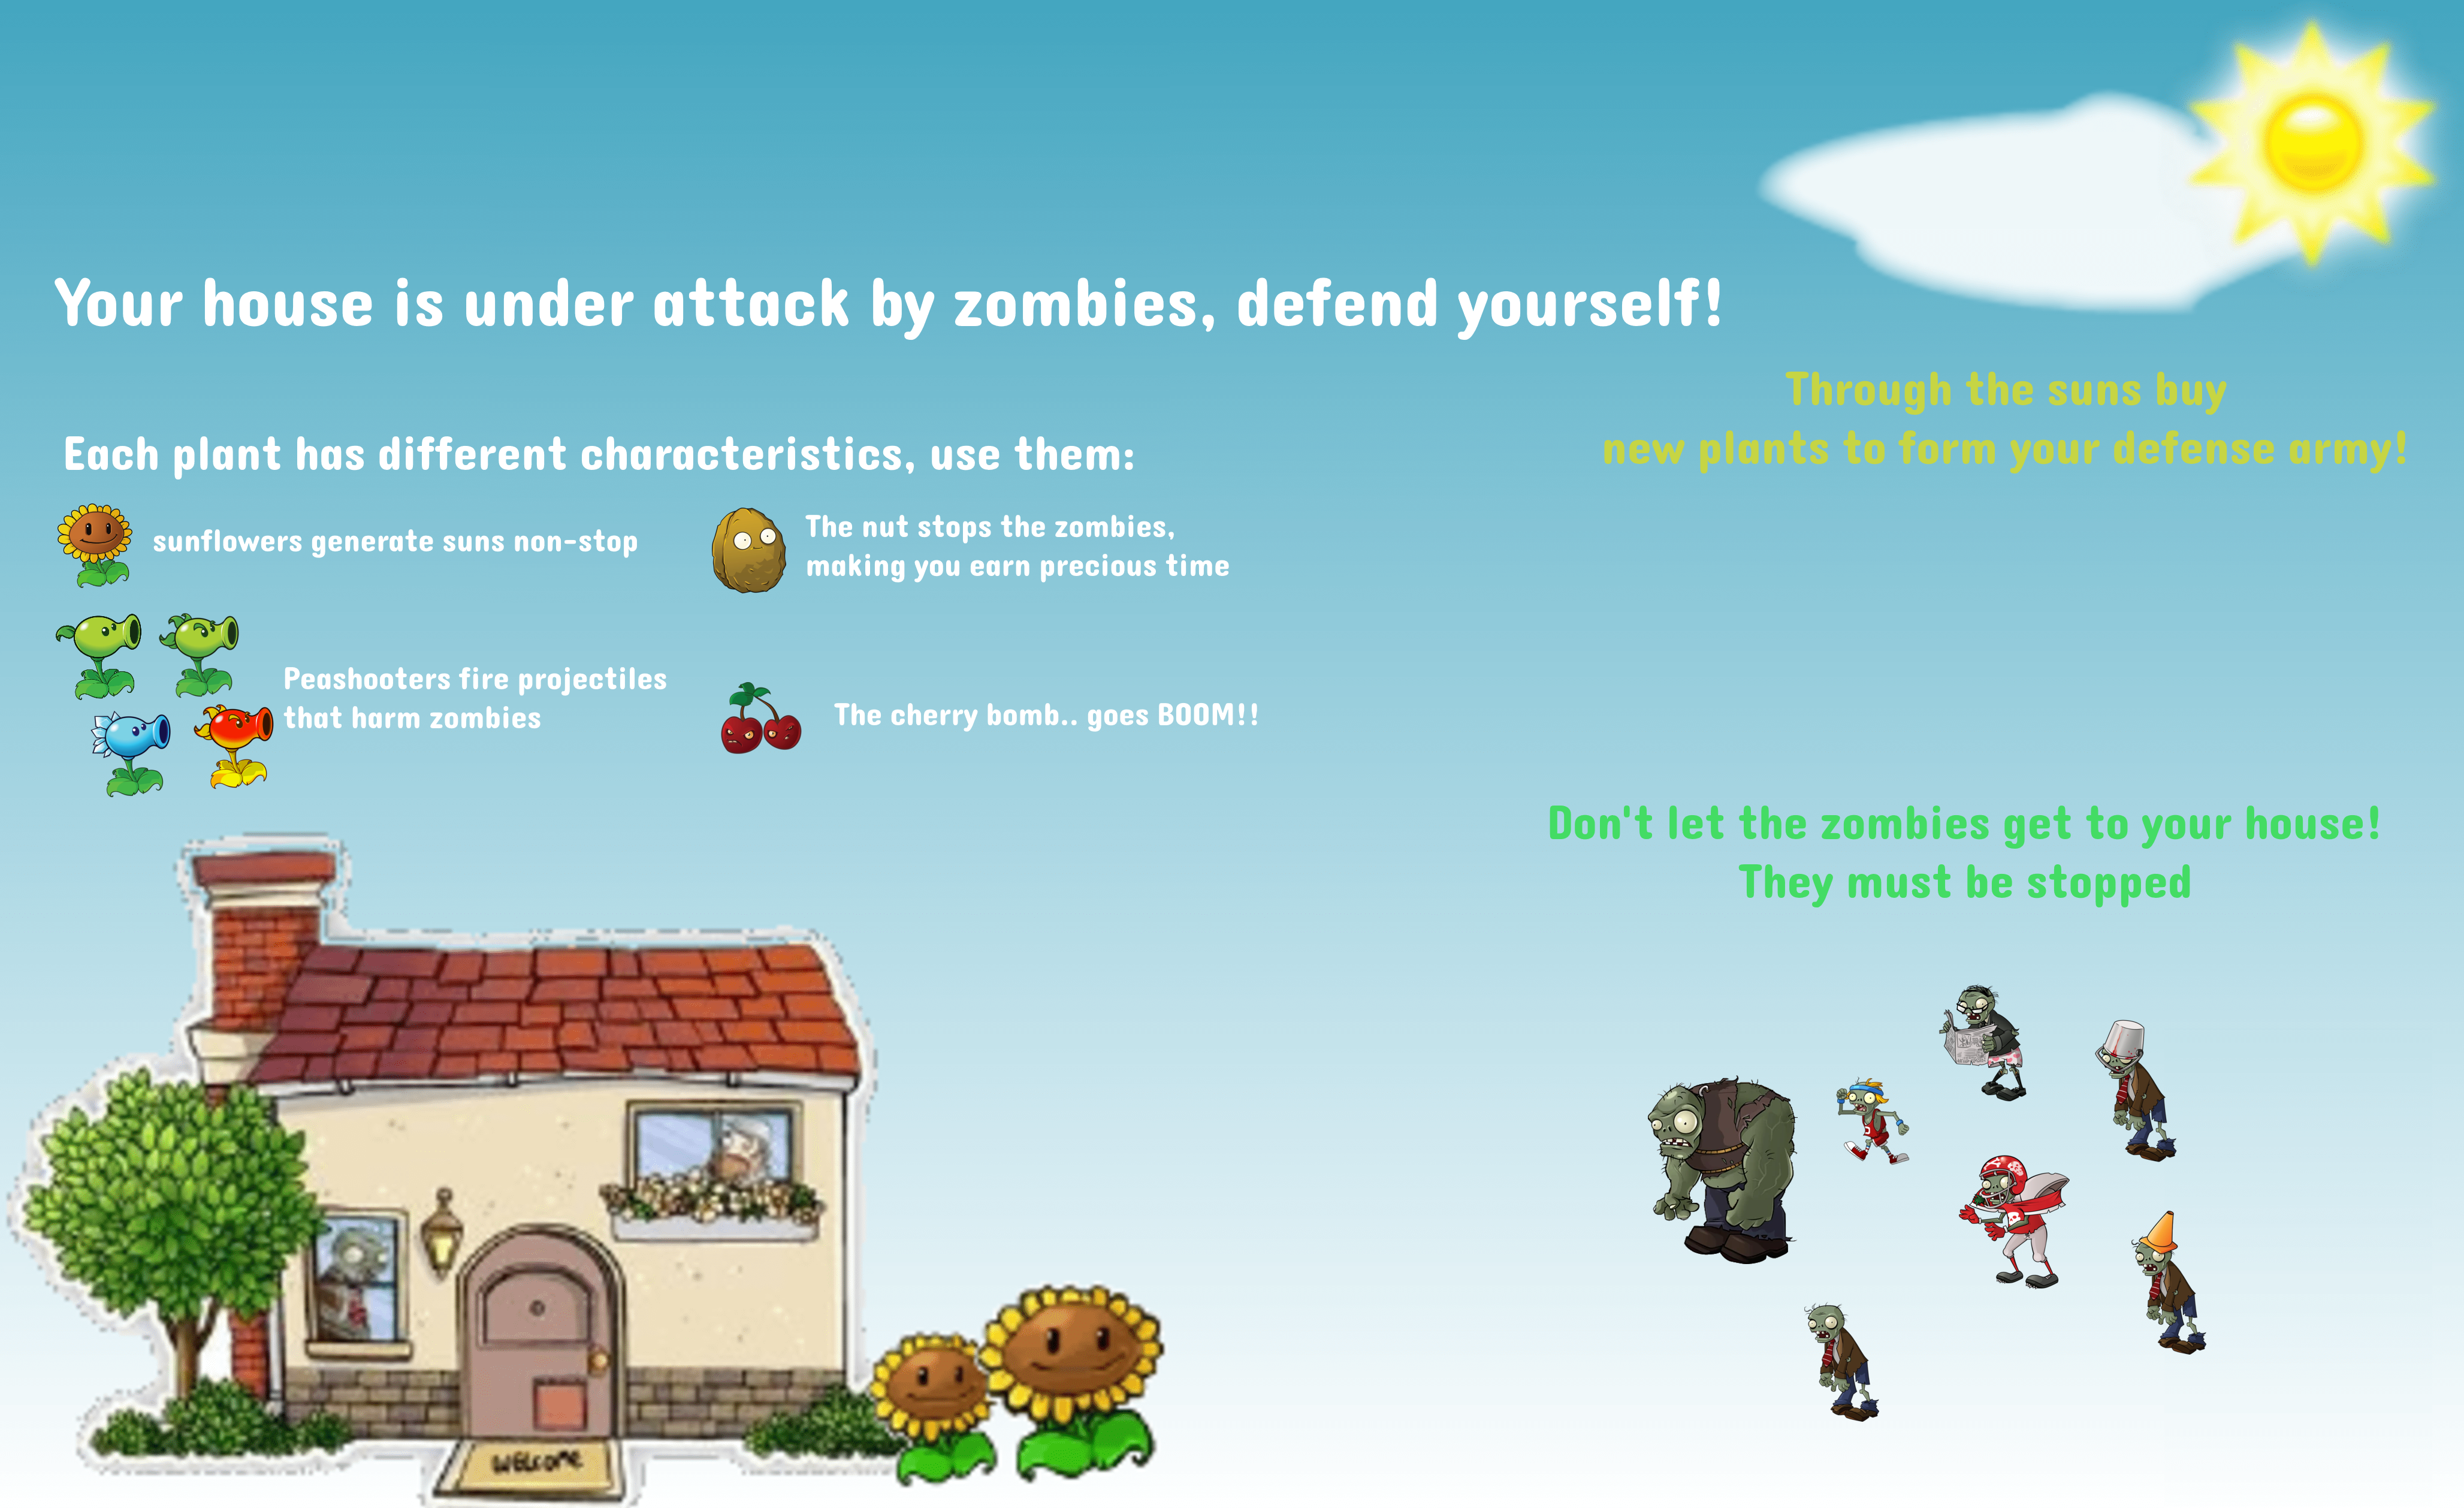 Your house is under attack by zombies, defend yourself!
Through the suns buy
new plants to form your defense army!
Each plant has different characteristics, use them:
sunflowers generate suns non-stop
The nut stops the zombies,
making you earn precious time
Peashooters fire projectiles
that harm zombies
The cherry bomb.. goes BOOM!!
Don't let the zombies get to your house!
They must be stopped
WELcoMe